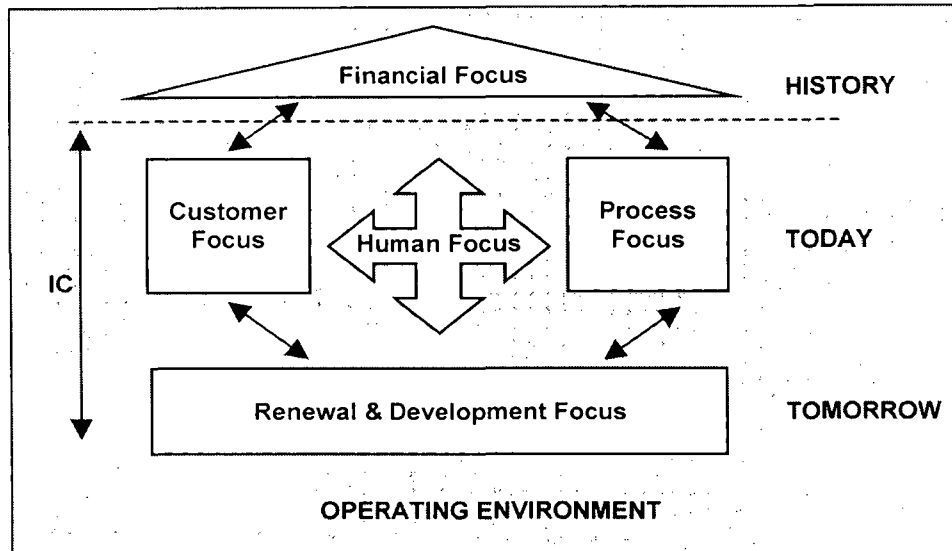 Financial Focus
HISTORY
Customer
Focus
Process
Focus
Human Focus
TODAY
IC
Renewal & Development Focus
TOMORROW
OPERATING ENVIRONMENT